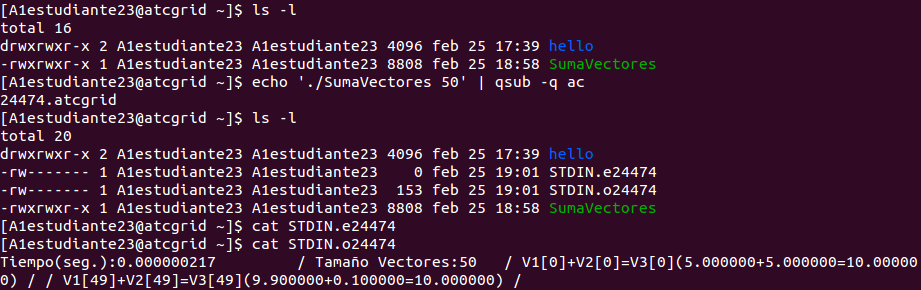 [A1estudiante23@atcgrid ~]$ ls -l
total 16
drwxrwxr-x 2 A1estudiante23 A1estudiante23 4096 feb 25 17:39 hello
-rwxrwxr-x 1 A1estudiante23 A1estudiante23 8808 feb 25 18:58 SumaVectores
[A1estudiante23@atcgrid ~]$ echo './SumaVectores 50' | qsub -q ac
24474.atcgrid
[A1estudiante23@atcgrid ~]$ ls -l
total 20
drwxrwxr-x 2 A1estudiante23 A1estudiante23 4096 feb 25 17:39 hello
-rw------- 1 A1estudiante23 A1estudiante23    0 feb 25 19:01 STDIN.e24474
-rw------- 1 A1estudiante23 A1estudiante23  153 feb 25 19:01 STDIN.o24474
-rwxrwxr-x 1 A1estudiante23 A1estudiante23 8808 feb 25 18:58 SumaVectores
[A1estudiante23@atcgrid ~]$ cat STDIN.e24474
[A1estudiante23@atcgrid ~]$ cat STDIN.o24474
Tiempo(seg.):0.000000217         / Tamaño Vectores:50   / V1[0]+V2[0]=V3[0](5.000000+5.000000=10.00000
0) / / V1[49]+V2[49]=V3[49](9.900000+0.100000=10.000000) /